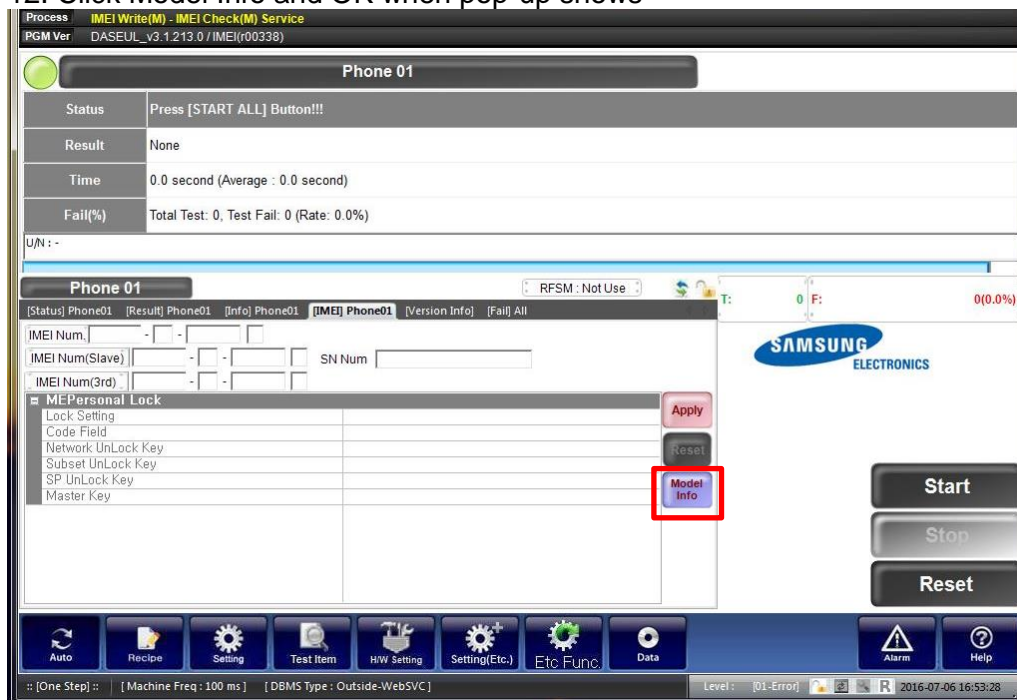 12. Click Model Info and OK when pop-up shows
Process IMEI Write(M) - IMEI Check(M) Service
PGM Ver DASEUL_v3.1.213.0 / IMEI(r00338)
Phone 01
Status Press [START ALL] Button!!!
Result None
Time 0.0 second (Average : 0.0 second)
Fail(%) Total Test: 0, Test Fail: 0 (Rate: 0.0%)
U/N : -
Phone 01 RFSM : Not Use T: 0 F: 0(0.0%)
[Status] Phone01 [Result] Phone01 [Info] Phone01 [IMEI] Phone01 [Version Info] [Fail] All
IMEI Num. - -
IMEI Num(Slave) - - SN Num
IMEI Num(3rd) - -
SAMSUNG
ELECTRONICS
MEPersonal Lock
Lock Setting
Code Field
Network UnLock Key
Subset UnLock Key
SP UnLock Key
Master Key
Apply
Reset
Model
Info
Start
Stop
Reset
Auto Recipe Setting Test Item H/W Setting Setting(Etc.) Etc Func. Data Alarm Help
:: [One Step] :: [ Machine Freq : 100 ms ] [ DBMS Type : Outside-WebSVC ] Level : [01-Error] R 2016-07-06 16:53:28